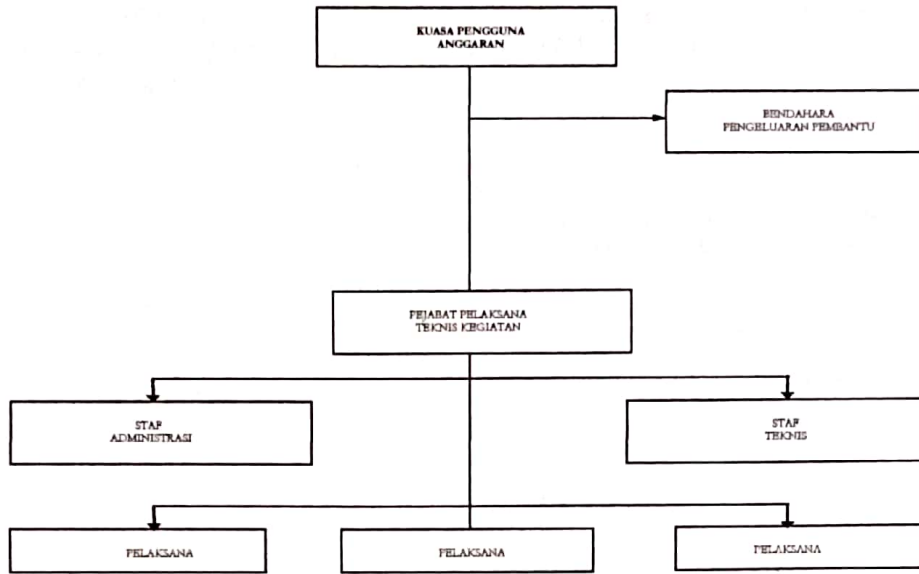 KUASA PENGGUNA
ANGGARAN
BENDAHARA
PENGELUARAN PEMBANTU
PEJABAT PELAKSANA
TEKNIS KEGIATAN
STAF
ADMINISTRASI
STAF
TEKNIS
PELAKSANA
PELAKSANA
PELAKSANA